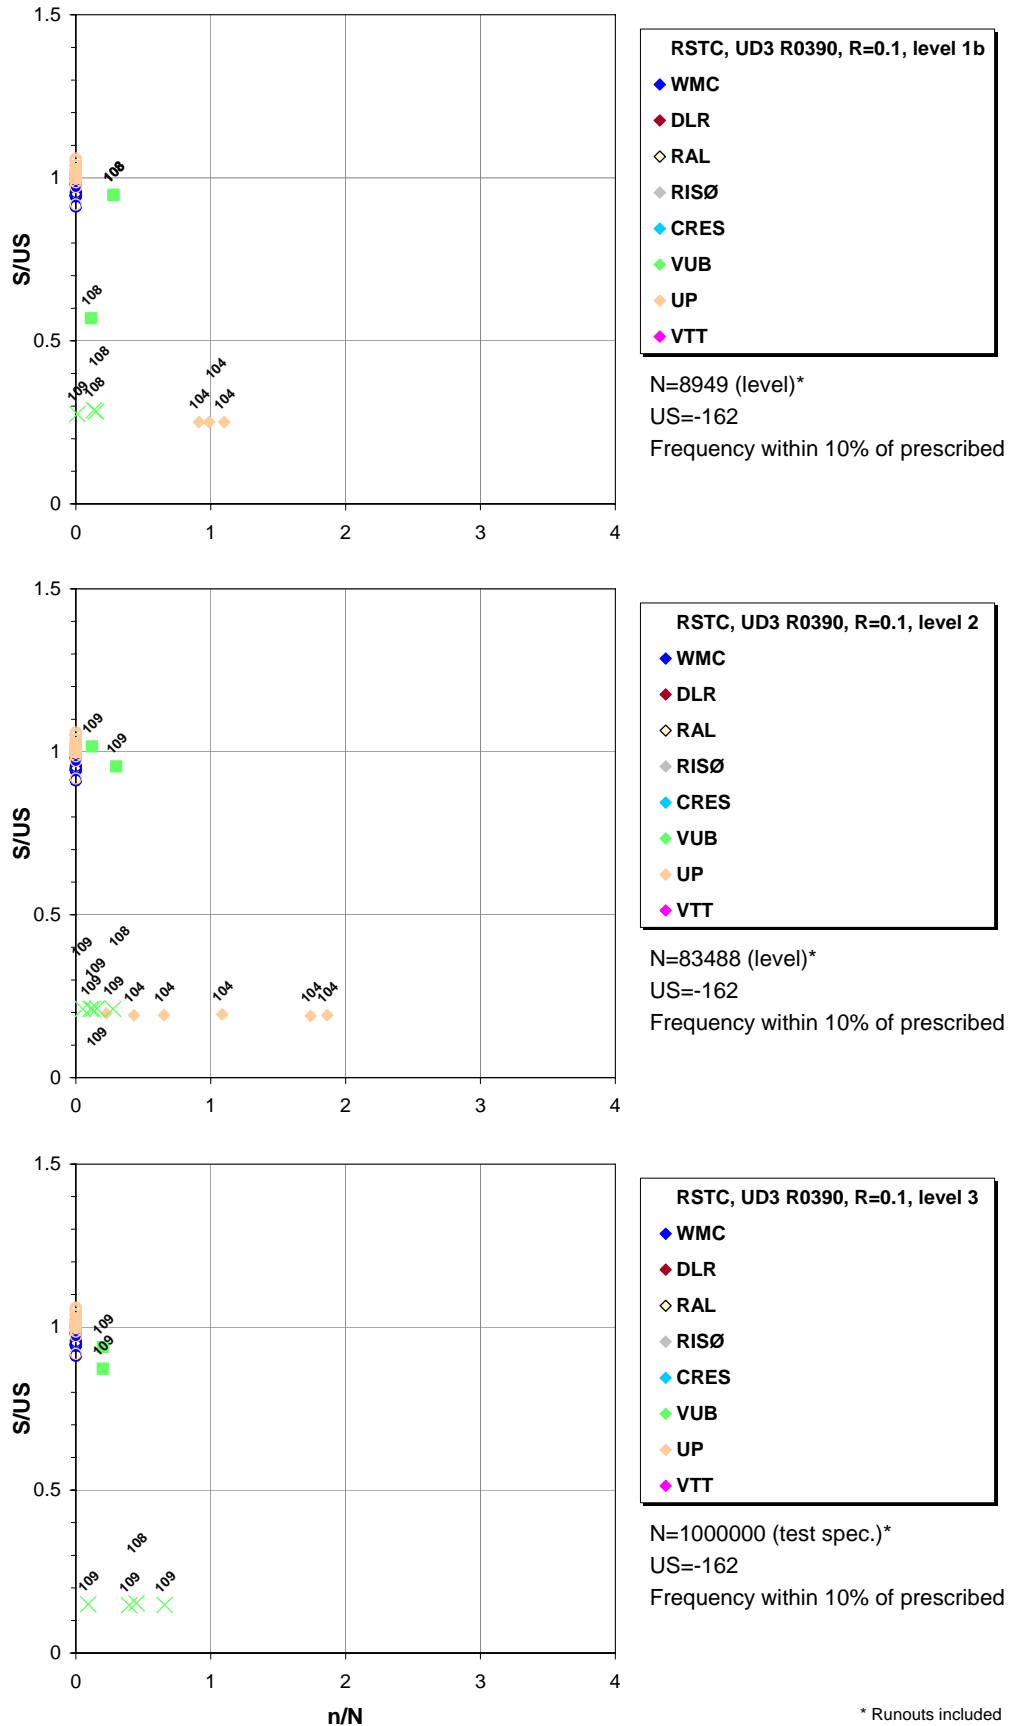 1.5
1
0.5
0
S/US
108
108
108
108
109
108
104
104
104
0 1 2 3 4
RSTC, UD3 R0390, R=0.1, level 1b
WMC
DLR
RAL
RISØ
CRES
VUB
UP
VTT
N=8949 (level)*
US=-162
Frequency within 10% of prescribed
1.5
1
0.5
0
S/US
109
109
109
108
109
109
109
109
104
104
104
104
104
0 1 2 3 4
RSTC, UD3 R0390, R=0.1, level 2
WMC
DLR
RAL
RISØ
CRES
VUB
UP
VTT
N=83488 (level)*
US=-162
Frequency within 10% of prescribed
1.5
1
0.5
0
S/US
109
109
108
109
109
109
0 1 2 3 4
n/N
RSTC, UD3 R0390, R=0.1, level 3
WMC
DLR
RAL
RISØ
CRES
VUB
UP
VTT
N=1000000 (test spec.)*
US=-162
Frequency within 10% of prescribed
* Runouts included